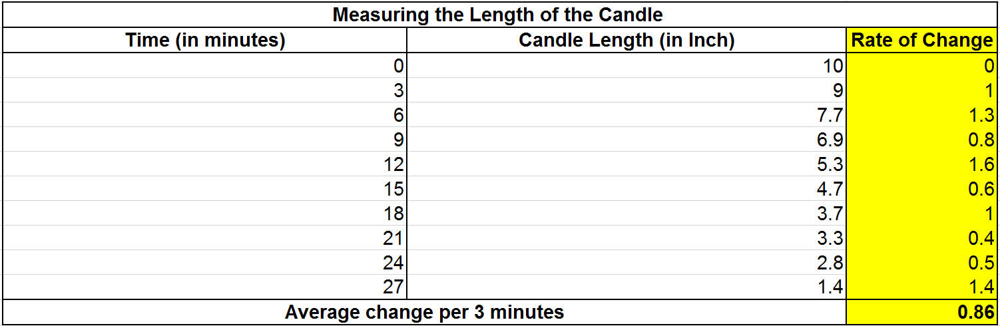 Measuring the Length of the Candle
Time (in minutes) Candle Length (in Inch) Rate of Change
0 10 0
3 9 1
6 7.7 1.3
9 6.9 0.8
12 5.3 1.6
15 4.7 0.6
18 3.7 1
21 3.3 0.4
24 2.8 0.5
27 1.4 1.4
Average change per 3 minutes 0.86